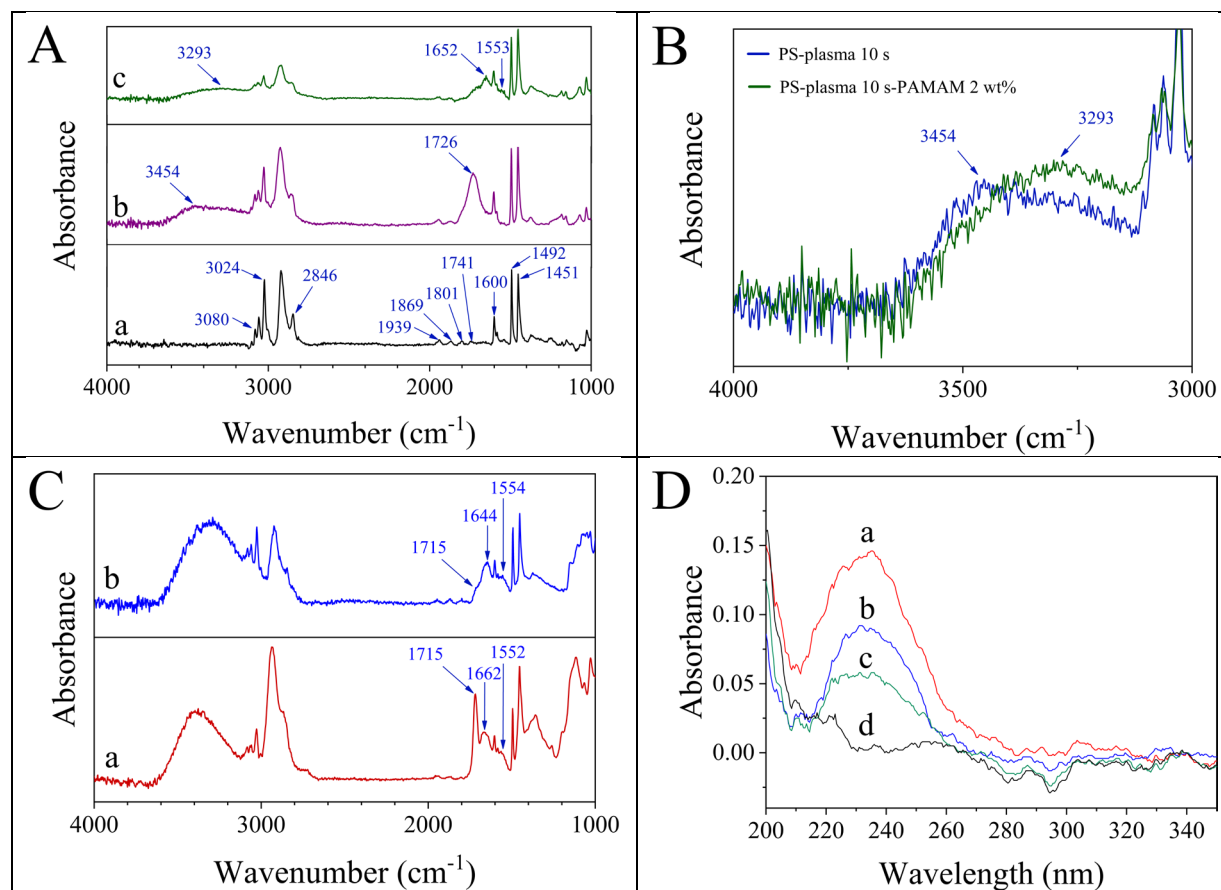 A
c
3293
1652
1553
b
3454
1726
a
3080
3024
2846
1939
1869
1801
1741
1600
1492
1451
Absorbance
4000
3000
2000
1000
Wavenumber (cm⁻¹)
B
PS-plasma 10 s
PS-plasma 10 s-PAMAM 2 wt%
3454
3293
Absorbance
4000
3500
3000
Wavenumber (cm⁻¹)
C
b
1715
1644
1554
a
1715
1662
1552
Absorbance
4000
3000
2000
1000
Wavenumber (cm⁻¹)
D
0.20
0.15
0.10
0.05
0.00
a
b
c
d
Absorbance
200
220
240
260
280
300
320
340
Wavelength (nm)